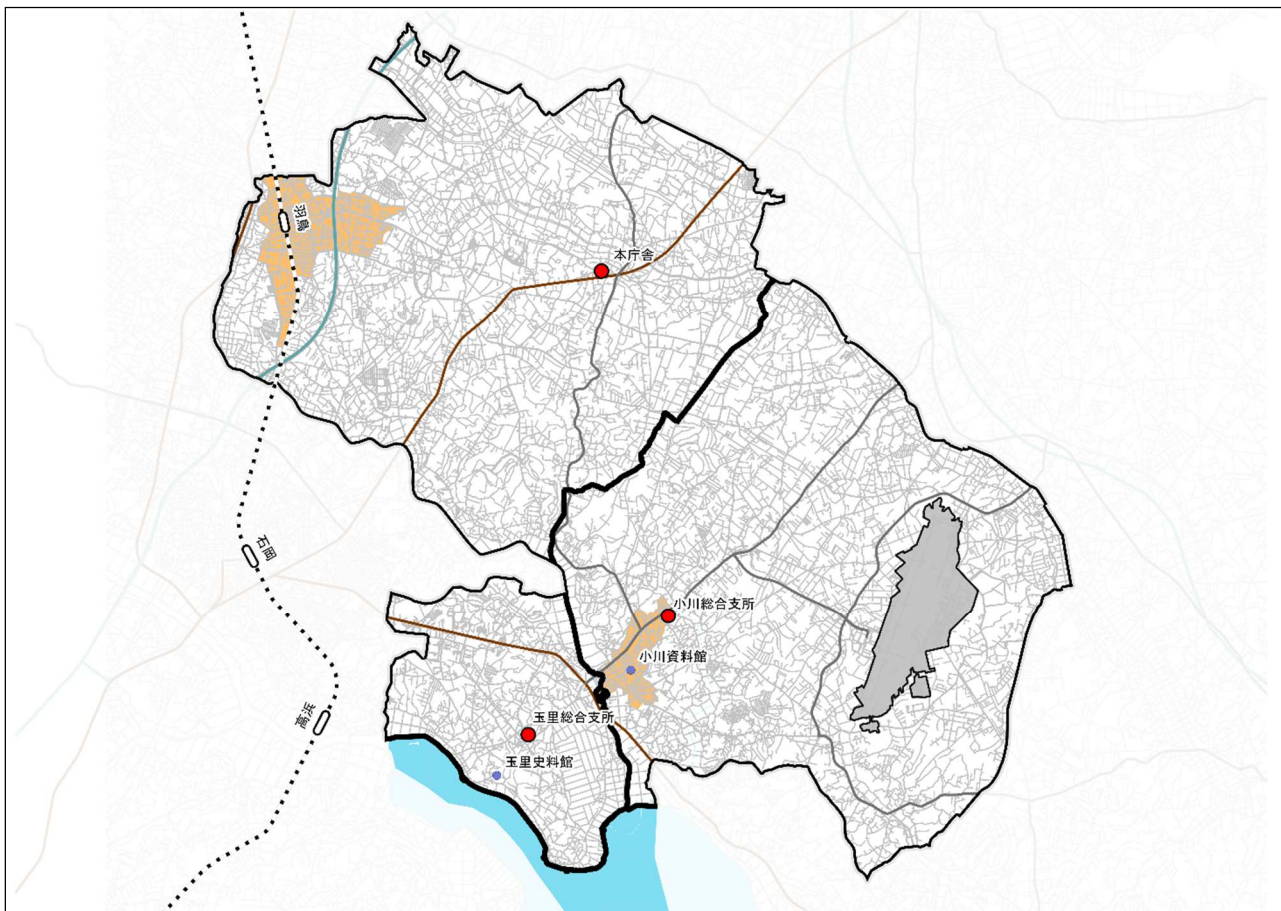 羽鳥
本庁舎
石岡
小川総合支所
小川資料館
高浜
玉里総合支所
玉里史料館